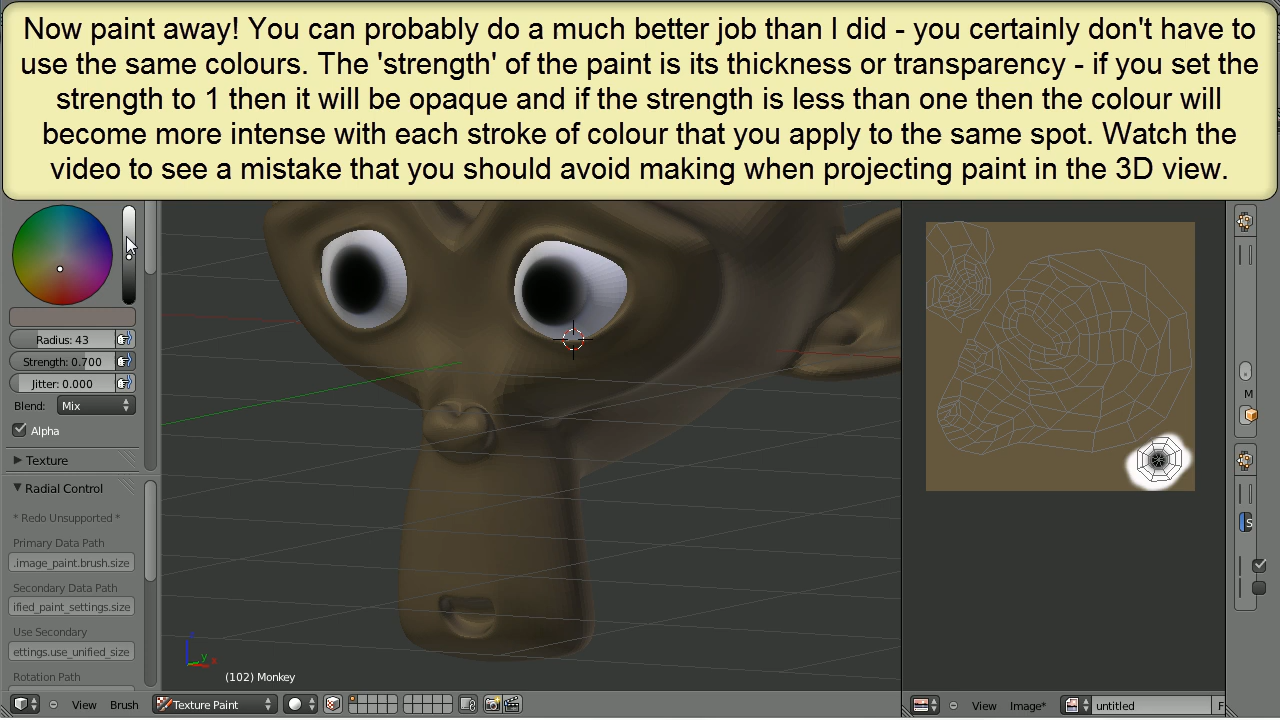 Now paint away! You can probably do a much better job than I did - you certainly don't have to
use the same colours. The 'strength' of the paint is its thickness or transparency - if you set the
strength to 1 then it will be opaque and if the strength is less than one then the colour will
become more intense with each stroke of colour that you apply to the same spot. Watch the
video to see a mistake that you should avoid making when projecting paint in the 3D view.
Radius: 43
Strength: 0.700
Jitter: 0.000
Blend: Mix
Alpha
Texture
Radial Control
* Redo Unsupported *
Primary Data Path
.image_paint.brush.size
Secondary Data Path
ified_paint_settings.size
Use Secondary
ettings.use_unified_size
Rotation Path
M
S
z
y
x
(102) Monkey
View Brush Texture Paint
View Image* untitled F